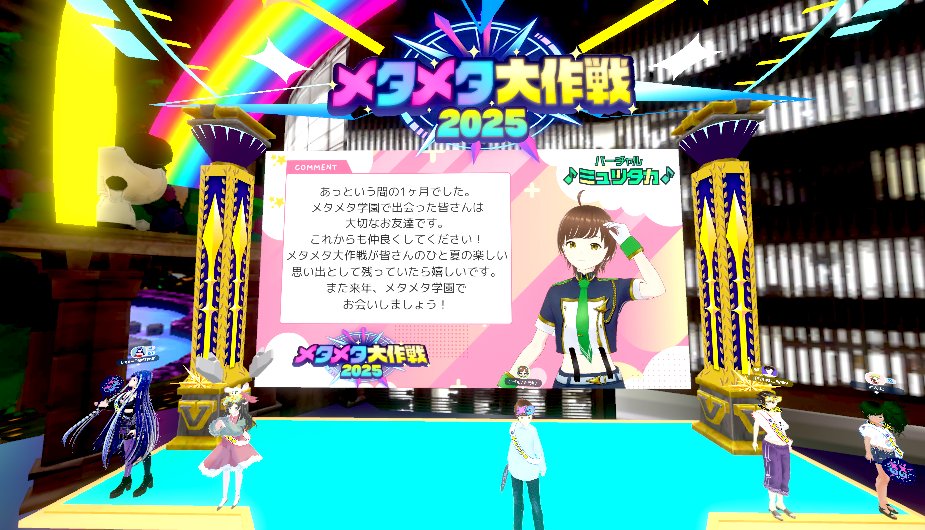 メタメタ大作戦
2025
COMMENT
あっという間の1ヶ月でした。
メタメタ学園で出会った皆さんは
大切なお友達です。
これからも仲良くしてください！
メタメタ大作戦が皆さんのひと夏の楽しい
思い出として残っていたら嬉しいです。
また来年、メタメタ学園で
お会いしましょう！
バーチャル
♪ミュツタカ♪
メタメタ大作戦
2025